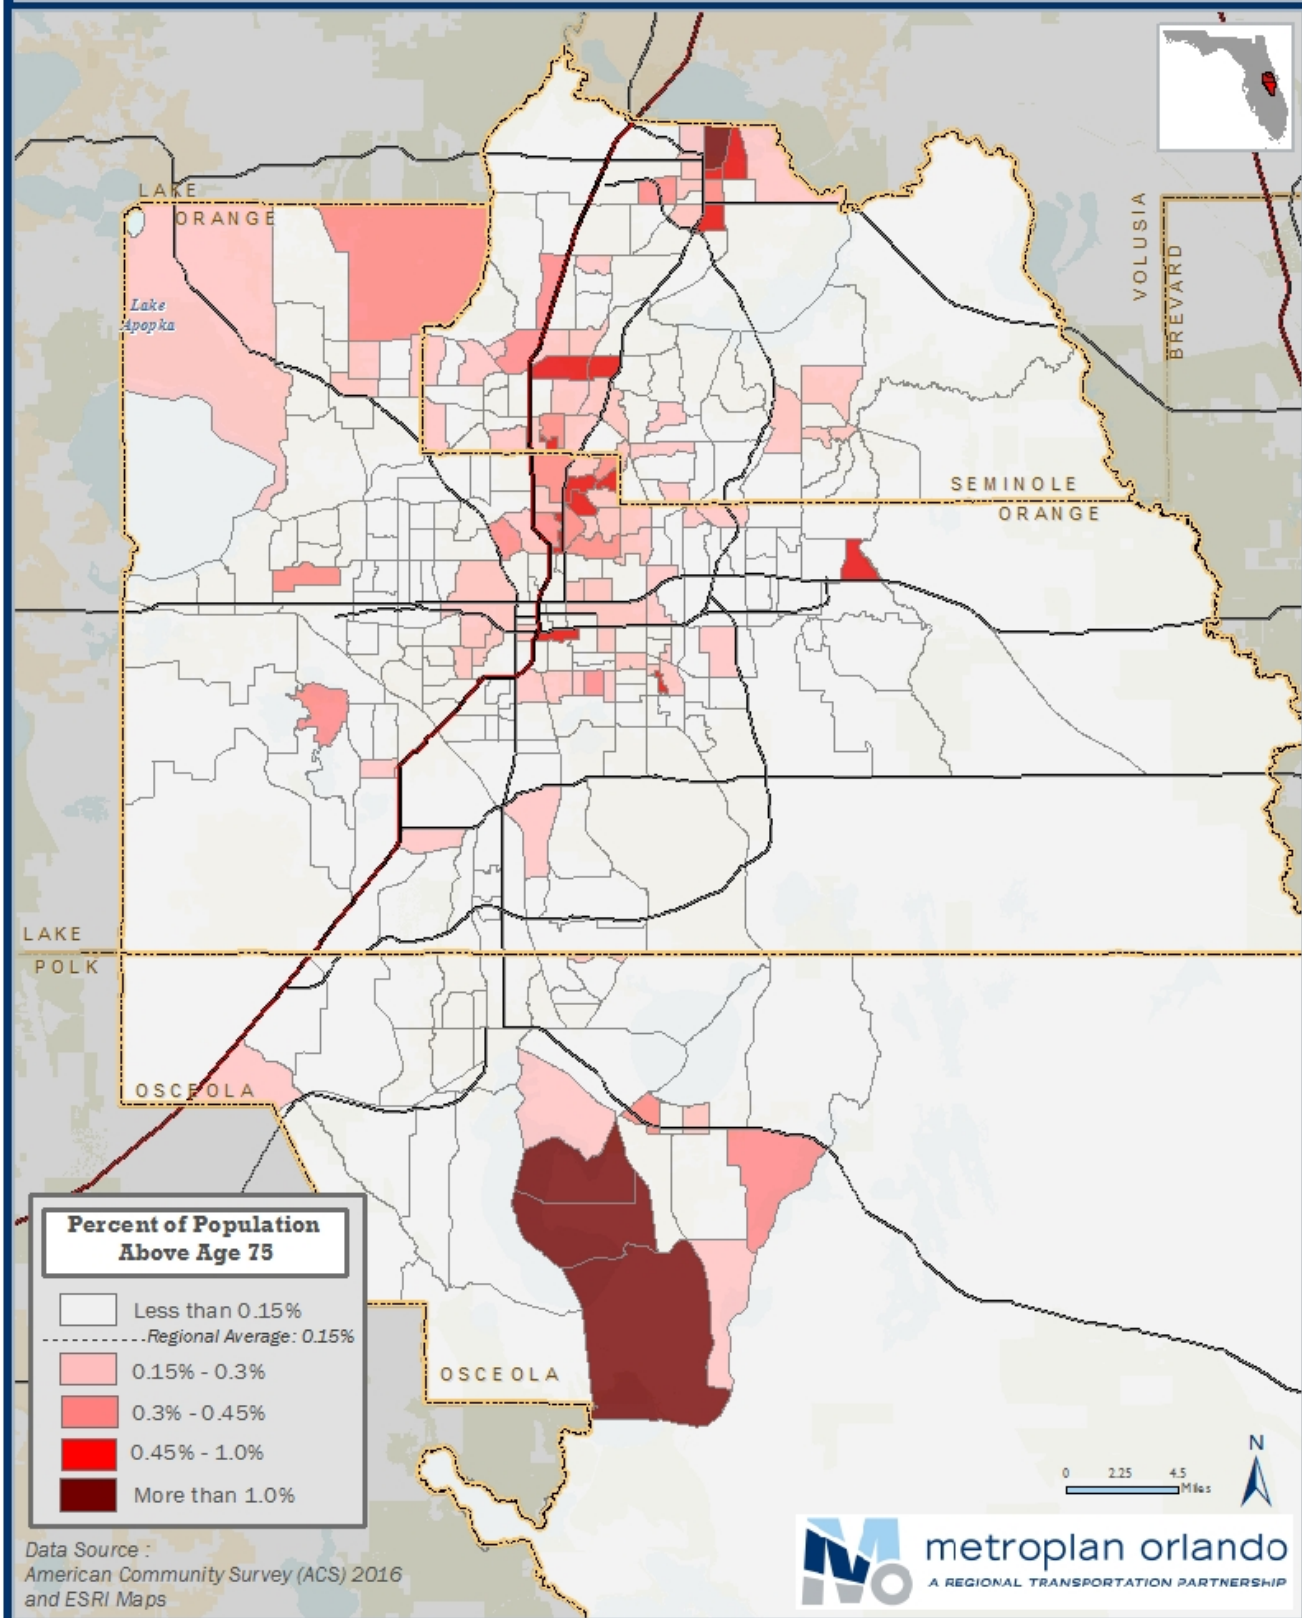 LAKE
ORANGE
Lake
Apopka
VOLUSIA
BREVARD
SEMINOLE
ORANGE
LAKE
POLK
OSCEOLA
OSCEOLA
Percent of Population
Above Age 75
Less than 0.15%
Regional Average: 0.15%
0.15% - 0.3%
0.3% - 0.45%
0.45% - 1.0%
More than 1.0%
N
0 2.25 4.5
Miles
Data Source :
American Community Survey (ACS) 2016
and ESRI Maps
metroplan orlando
A REGIONAL TRANSPORTATION PARTNERSHIP